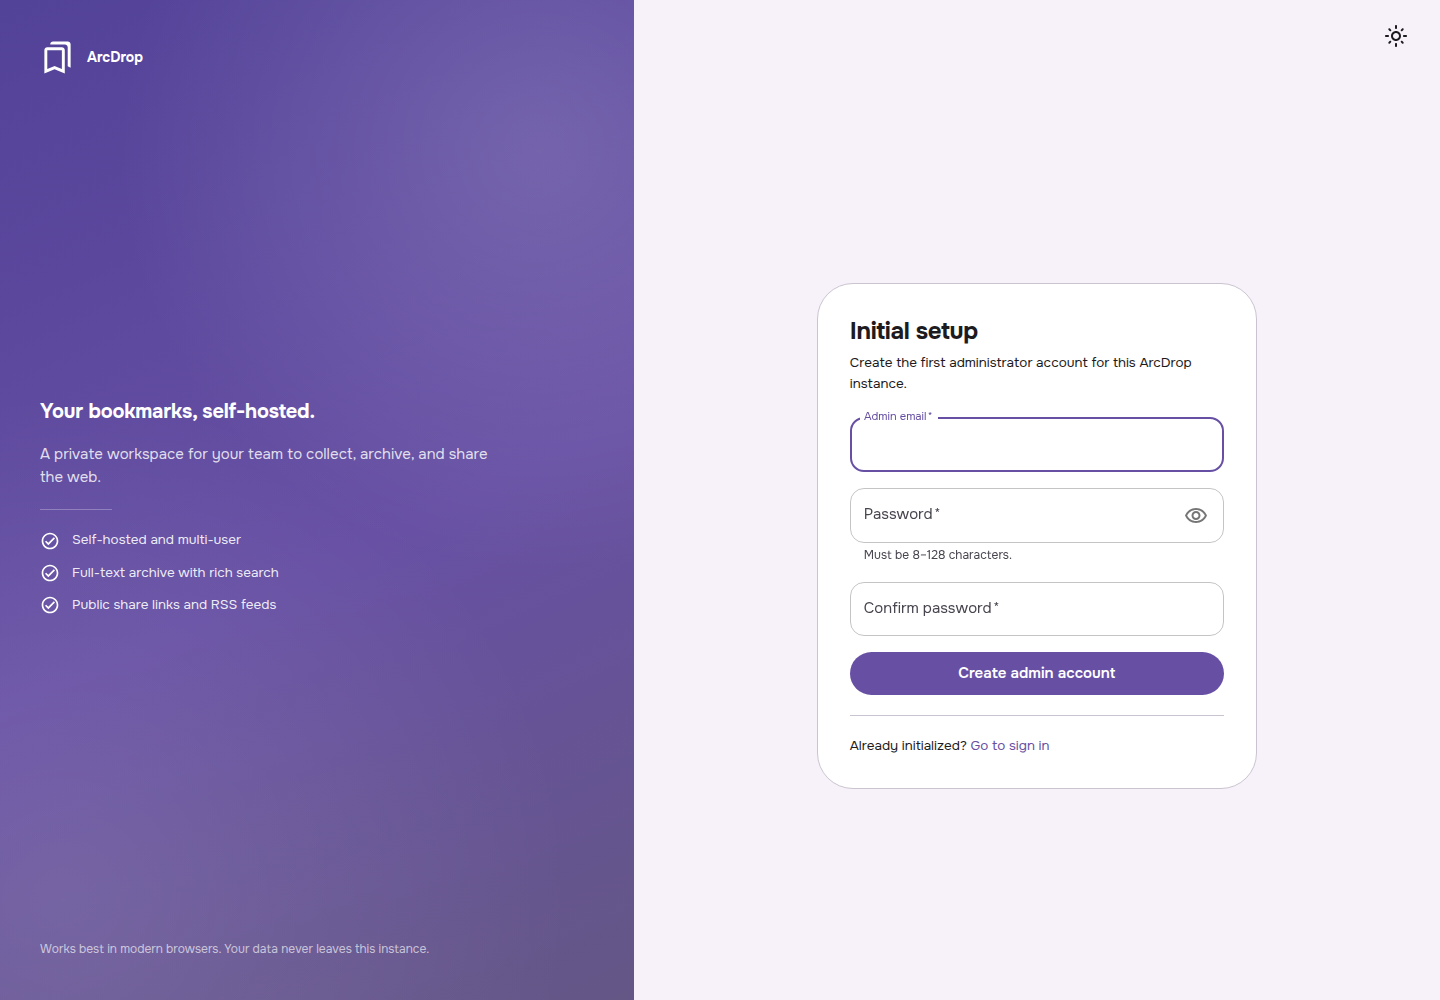 ArcDrop
Your bookmarks, self-hosted.
A private workspace for your team to collect, archive, and share
the web.
Self-hosted and multi-user
Full-text archive with rich search
Public share links and RSS feeds
Works best in modern browsers. Your data never leaves this instance.
Initial setup
Create the first administrator account for this ArcDrop
instance.
Admin email *
Password *
Must be 8–128 characters.
Confirm password *
Create admin account
Already initialized? Go to sign in